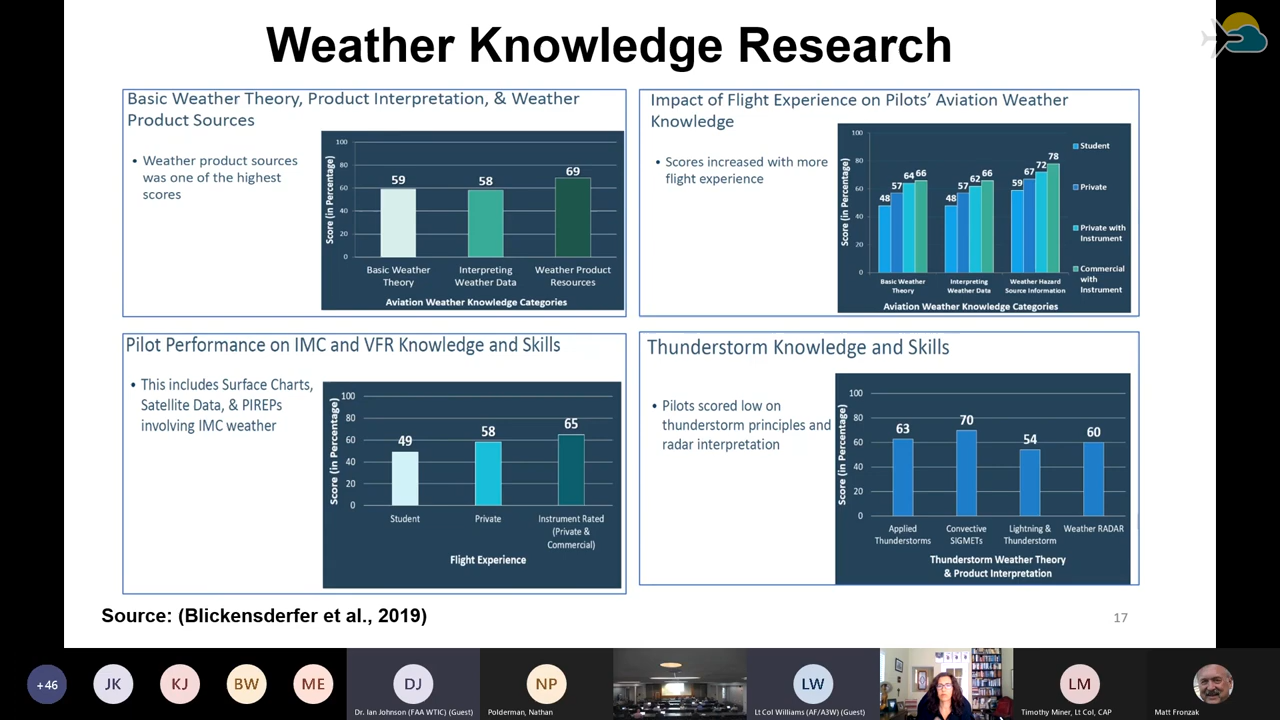 Weather Knowledge Research
Basic Weather Theory, Product Interpretation, & Weather
Product Sources
• Weather product sources
was one of the highest
scores
Score (in Percentage)
100
80
60
40
20
0
59
58
69
Basic Weather
Theory
Interpreting
Weather Data
Weather Product
Resources
Aviation Weather Knowledge Categories
Impact of Flight Experience on Pilots’ Aviation Weather
Knowledge
• Scores increased with more
flight experience
Score (in Percentage)
100
80
60
40
20
0
48
57
64
66
48
57
62
66
59
67
72
78
Basic Weather
Theory
Interpreting
Weather Data
Weather Hazard
Source Information
Aviation Weather Knowledge Categories
Student
Private
Private with
Instrument
Commercial
with
Instrument
Pilot Performance on IMC and VFR Knowledge and Skills
• This includes Surface Charts,
Satellite Data, & PIREPs
involving IMC weather
Score (in Percentage)
100
80
60
40
20
0
49
58
65
Student
Private
Instrument Rated
(Private &
Commercial)
Flight Experience
Thunderstorm Knowledge and Skills
• Pilots scored low on
thunderstorm principles and
radar interpretation
Score (in Percentage)
100
80
60
40
20
0
63
70
54
60
Applied
Thunderstorms
Convective
SIGMETs
Lightning &
Thunderstorm
Weather RADAR
Thunderstorm Weather Theory
& Product Interpretation
Source: (Blickensderfer et al., 2019)
17
+46
JK
KJ
BW
ME
DJ
Dr. Ian Johnson (FAA WTIC) (Guest)
NP
Polderman, Nathan
LW
Lt Col Williams (AF/A3W) (Guest)
LM
Timothy Miner, Lt Col, CAP
Matt Fronzak